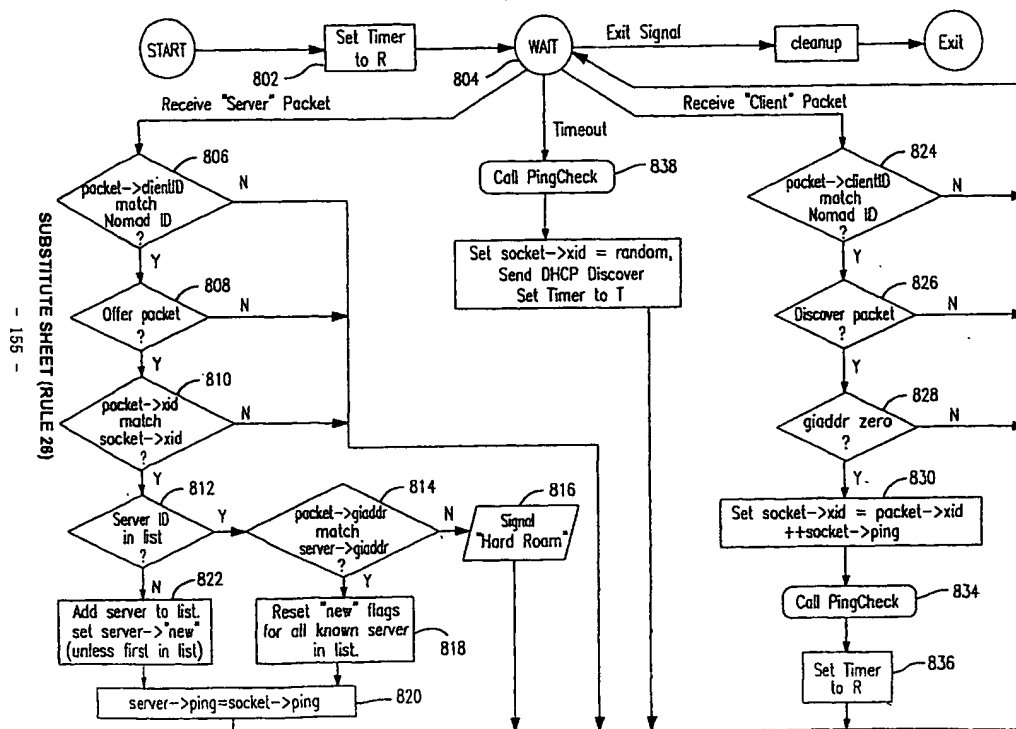 START
Set Timer
to R
802
WAIT
804
Exit Signal
cleanup
Exit
Receive "Server" Packet
Receive "Client" Packet
Timeout
806
packet->clientID
match
Nomad ID
?
N
Y
808
Offer packet
?
N
Y
810
packet->xid
match
socket->xid
?
N
Y
812
Server ID
in list
?
Y
N
814
packet->giaddr
match
server->giaddr
?
N
Y
816
Signal
"Hard Roam"
822
Add server to list.
set server->"new"
(unless first in list)
Reset "new" flags
for all known server
in list.
818
server->ping=socket->ping
820
838
Call PingCheck
Set socket->xid = random,
Send DHCP Discover
Set Timer to T
824
packet->clientID
match
Nomad ID
?
N
Y
826
Discover packet
?
N
Y
828
giaddr zero
?
N
Y
830
Set socket->xid = packet->xid
++socket->ping
Call PingCheck
834
Set Timer
to R
836
SUBSTITUTE SHEET (RULE 26)
- 155 -